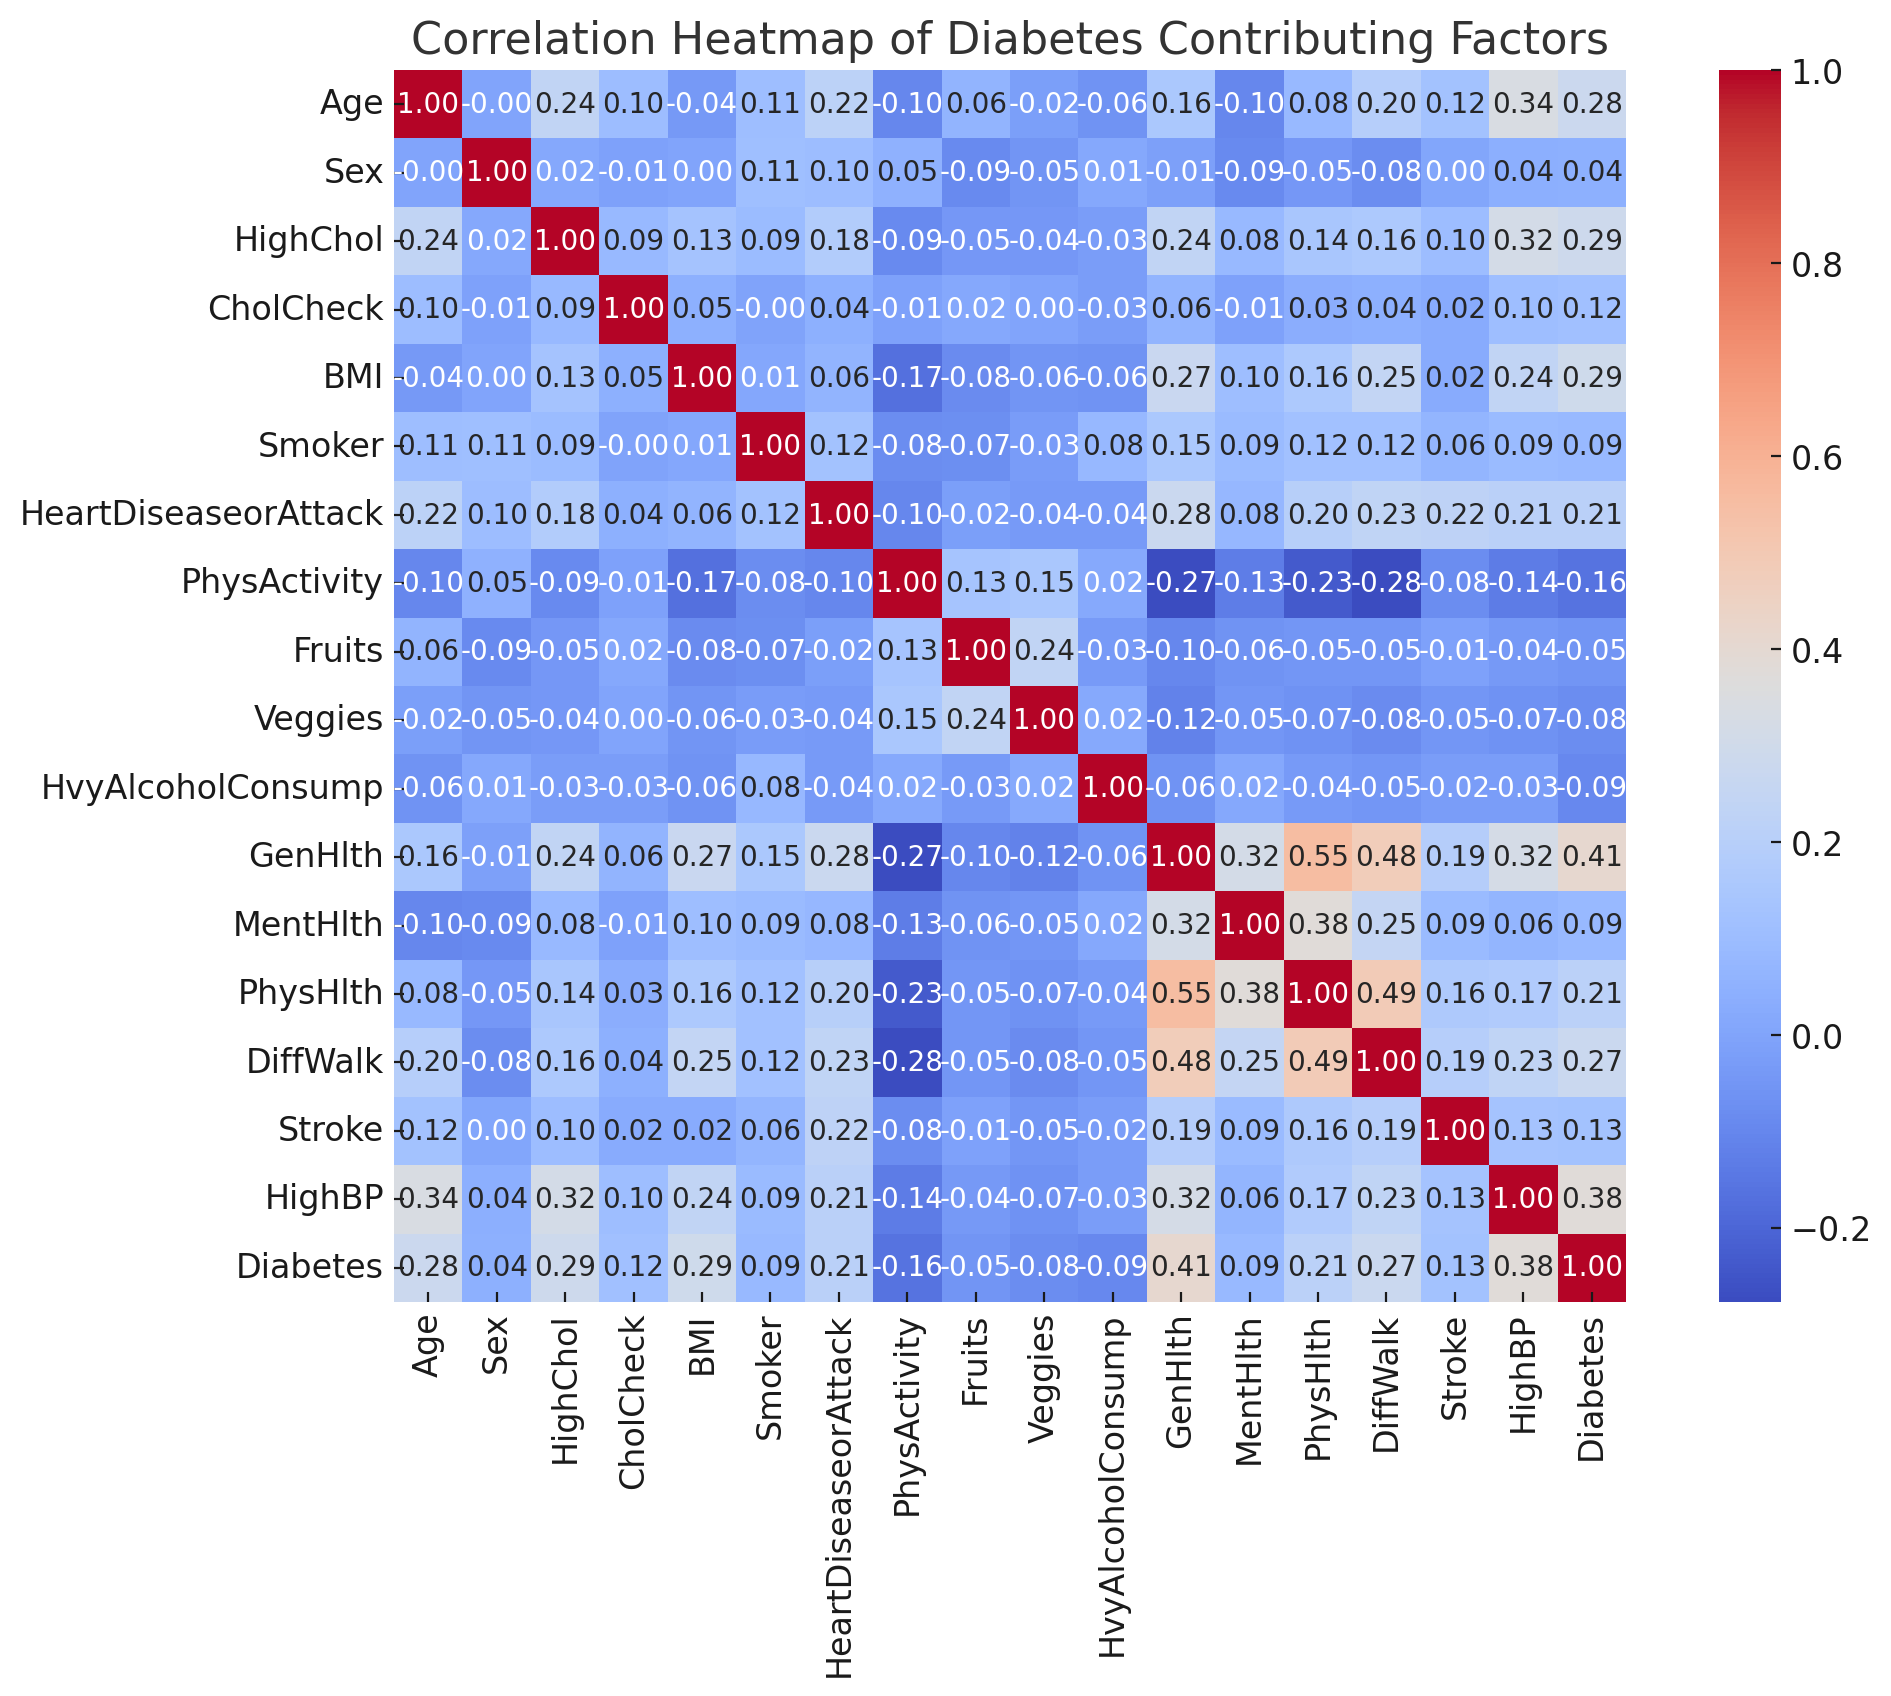 Correlation Heatmap of Diabetes Contributing Factors
Age 1.00 -0.00 0.24 0.10 -0.04 0.11 0.22 -0.10 0.06 -0.02 -0.06 0.16 -0.10 0.08 0.20 0.12 0.34 0.28
Sex -0.00 1.00 0.02 -0.01 0.00 0.11 0.10 0.05 -0.09 -0.05 0.01 -0.01 -0.09 -0.05 -0.08 0.00 0.04 0.04
HighChol 0.24 0.02 1.00 0.09 0.13 0.09 0.18 -0.09 -0.05 -0.04 -0.03 0.24 0.08 0.14 0.16 0.10 0.32 0.29
CholCheck 0.10 -0.01 0.09 1.00 0.05 -0.00 0.04 -0.01 0.02 0.00 -0.03 0.06 -0.01 0.03 0.04 0.02 0.10 0.12
BMI -0.04 0.00 0.13 0.05 1.00 0.01 0.06 -0.17 -0.08 -0.06 -0.06 0.27 0.10 0.16 0.25 0.02 0.24 0.29
Smoker 0.11 0.11 0.09 -0.00 0.01 1.00 0.12 -0.08 -0.07 -0.03 0.08 0.15 0.09 0.12 0.12 0.06 0.09 0.09
HeartDiseaseorAttack 0.22 0.10 0.18 0.04 0.06 0.12 1.00 -0.10 -0.02 -0.04 -0.04 0.28 0.08 0.20 0.23 0.22 0.21 0.21
PhysActivity -0.10 0.05 -0.09 -0.01 -0.17 -0.08 -0.10 1.00 0.13 0.15 0.02 -0.27 -0.13 -0.23 -0.28 -0.08 -0.14 -0.16
Fruits 0.06 -0.09 -0.05 0.02 -0.08 -0.07 -0.02 0.13 1.00 0.24 -0.03 -0.10 -0.06 -0.05 -0.05 -0.01 -0.04 -0.05
Veggies -0.02 -0.05 -0.04 0.00 -0.06 -0.03 -0.04 0.15 0.24 1.00 0.02 -0.12 -0.05 -0.07 -0.08 -0.05 -0.07 -0.08
HvyAlcoholConsump -0.06 0.01 -0.03 -0.03 -0.06 0.08 -0.04 0.02 -0.03 0.02 1.00 -0.06 0.02 -0.04 -0.05 -0.02 -0.03 -0.09
GenHlth 0.16 -0.01 0.24 0.06 0.27 0.15 0.28 -0.27 -0.10 -0.12 -0.06 1.00 0.32 0.55 0.48 0.19 0.32 0.41
MentHlth -0.10 -0.09 0.08 -0.01 0.10 0.09 0.08 -0.13 -0.06 -0.05 0.02 0.32 1.00 0.38 0.25 0.09 0.06 0.09
PhysHlth 0.08 -0.05 0.14 0.03 0.16 0.12 0.20 -0.23 -0.05 -0.07 -0.04 0.55 0.38 1.00 0.49 0.16 0.17 0.21
DiffWalk 0.20 -0.08 0.16 0.04 0.25 0.12 0.23 -0.28 -0.05 -0.08 -0.05 0.48 0.25 0.49 1.00 0.19 0.23 0.27
Stroke 0.12 0.00 0.10 0.02 0.02 0.06 0.22 -0.08 -0.01 -0.05 -0.02 0.19 0.09 0.16 0.19 1.00 0.13 0.13
HighBP 0.34 0.04 0.32 0.10 0.24 0.09 0.21 -0.14 -0.04 -0.07 -0.03 0.32 0.06 0.17 0.23 0.13 1.00 0.38
Diabetes 0.28 0.04 0.29 0.12 0.29 0.09 0.21 -0.16 -0.05 -0.08 -0.09 0.41 0.09 0.21 0.27 0.13 0.38 1.00
Age
Sex
HighChol
CholCheck
BMI
Smoker
HeartDiseaseorAttack
PhysActivity
Fruits
Veggies
HvyAlcoholConsump
GenHlth
MentHlth
PhysHlth
DiffWalk
Stroke
HighBP
Diabetes
1.0
0.8
0.6
0.4
0.2
0.0
−0.2